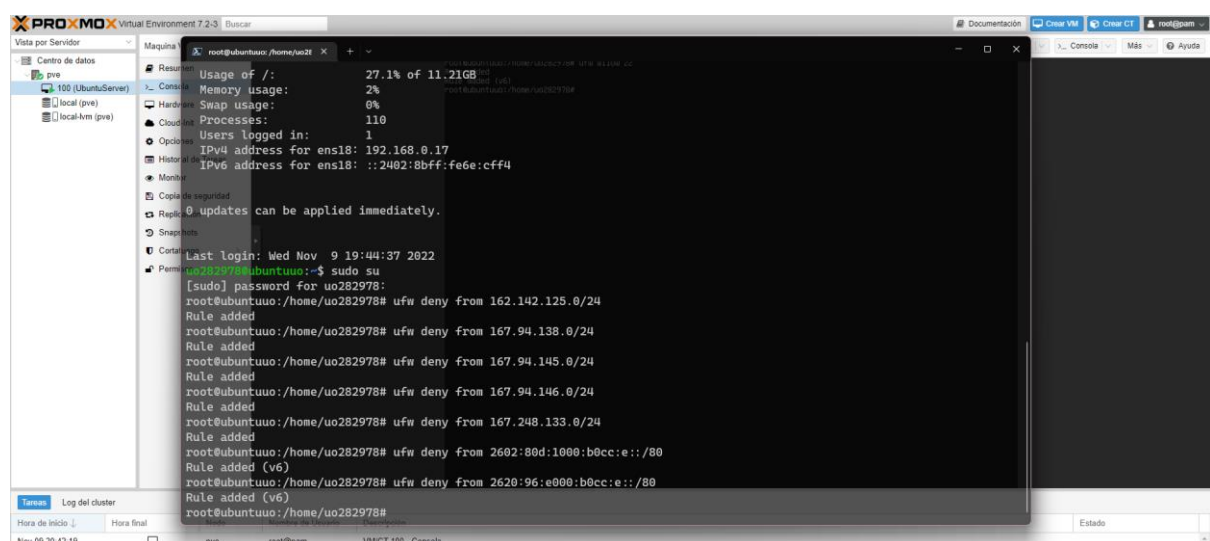 PROXMOX Virtual Environment 7.2-3 Buscar Documentación Crear VM Crear CT root@pam
Vista por Servidor
Centro de datos
pve
100 (UbuntuServer)
local (pve)
local-lvm (pve)
Maquina
Resumen
Consola
Hardware
Cloud-Init
Opciones
Historial de Tareas
Monitor
Copia de seguridad
Replicación
Snapshots
Cortafuegos
Permisos
Consola Más Ayuda
root@ubuntuuo: /home/uo28
Usage of /: 27.1% of 11.21GB
Memory usage: 2%
Swap usage: 0%
Processes: 110
Users logged in: 1
IPv4 address for ens18: 192.168.0.17
IPv6 address for ens18: ::2402:8bff:fe6e:cff4
0 updates can be applied immediately.
Last login: Wed Nov 9 19:44:37 2022
uo282978@ubuntuuo:~$ sudo su
[sudo] password for uo282978:
root@ubuntuuo:/home/uo282978# ufw deny from 162.142.125.0/24
Rule added
root@ubuntuuo:/home/uo282978# ufw deny from 167.94.138.0/24
Rule added
root@ubuntuuo:/home/uo282978# ufw deny from 167.94.145.0/24
Rule added
root@ubuntuuo:/home/uo282978# ufw deny from 167.94.146.0/24
Rule added
root@ubuntuuo:/home/uo282978# ufw deny from 167.248.133.0/24
Rule added
root@ubuntuuo:/home/uo282978# ufw deny from 2602:80d:1000:b0cc:e::/80
Rule added (v6)
root@ubuntuuo:/home/uo282978# ufw deny from 2620:96:e000:b0cc:e::/80
Rule added (v6)
root@ubuntuuo:/home/uo282978#
Tareas Log del cluster
Hora de inicio ↓ Hora final Nodo Nombre de Usuario Descripción Estado